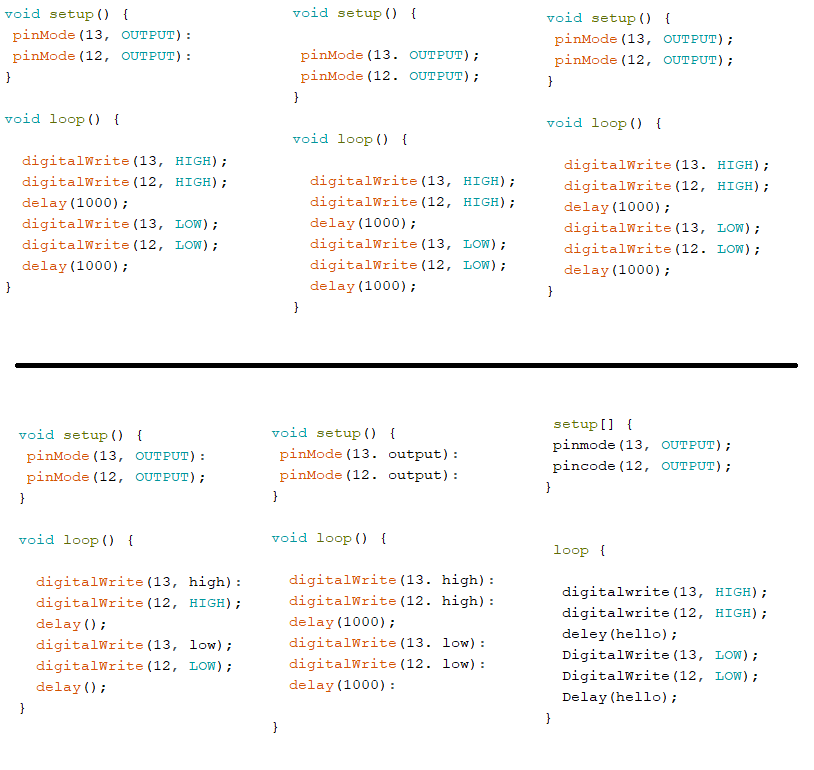 void setup() {
pinMode(13, OUTPUT):
pinMode(12, OUTPUT):
}
void loop() {
digitalWrite(13, HIGH);
digitalWrite(12, HIGH);
delay(1000);
digitalWrite(13, LOW);
digitalWrite(12, LOW);
delay(1000);
}
void setup() {
pinMode(13. OUTPUT);
pinMode(12. OUTPUT);
}
void loop() {
digitalWrite(13, HIGH);
digitalWrite(12, HIGH);
delay(1000);
digitalWrite(13, LOW);
digitalWrite(12, LOW);
delay(1000);
}
void setup() {
pinMode(13, OUTPUT);
pinMode(12, OUTPUT);
}
void loop() {
digitalWrite(13. HIGH);
digitalWrite(12, HIGH);
delay(1000);
digitalWrite(13, LOW);
digitalWrite(12. LOW);
delay(1000);
}
void setup() {
pinMode(13, OUTPUT):
pinMode(12, OUTPUT);
}
void loop() {
digitalWrite(13, high):
digitalWrite(12, HIGH);
delay();
digitalWrite(13, low);
digitalWrite(12, LOW);
delay();
}
void setup() {
pinMode(13. output):
pinMode(12. output):
}
void loop() {
digitalWrite(13. high):
digitalWrite(12. high):
delay(1000);
digitalWrite(13. low):
digitalWrite(12. low):
delay(1000):
}
setup[] {
pinmode(13, OUTPUT);
pincode(12, OUTPUT);
}
loop {
digitalwrite(13, HIGH);
digitalwrite(12, HIGH);
deley(hello);
DigitalWrite(13, LOW);
DigitalWrite(12, LOW);
Delay(hello);
}